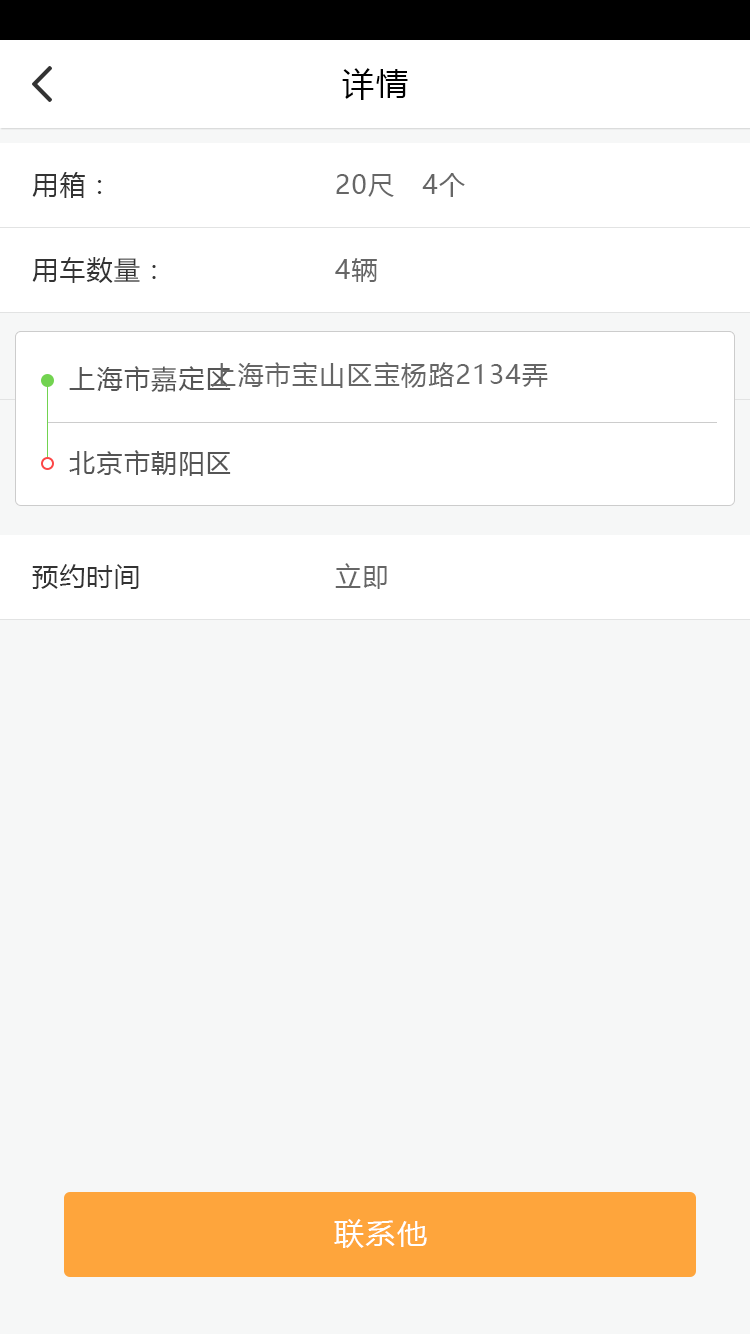 详情
用箱：	20尺 4个
用车数量：	4辆
上海市嘉定区 上海市宝山区宝杨路2134弄
北京市朝阳区
预约时间	立即
联系他